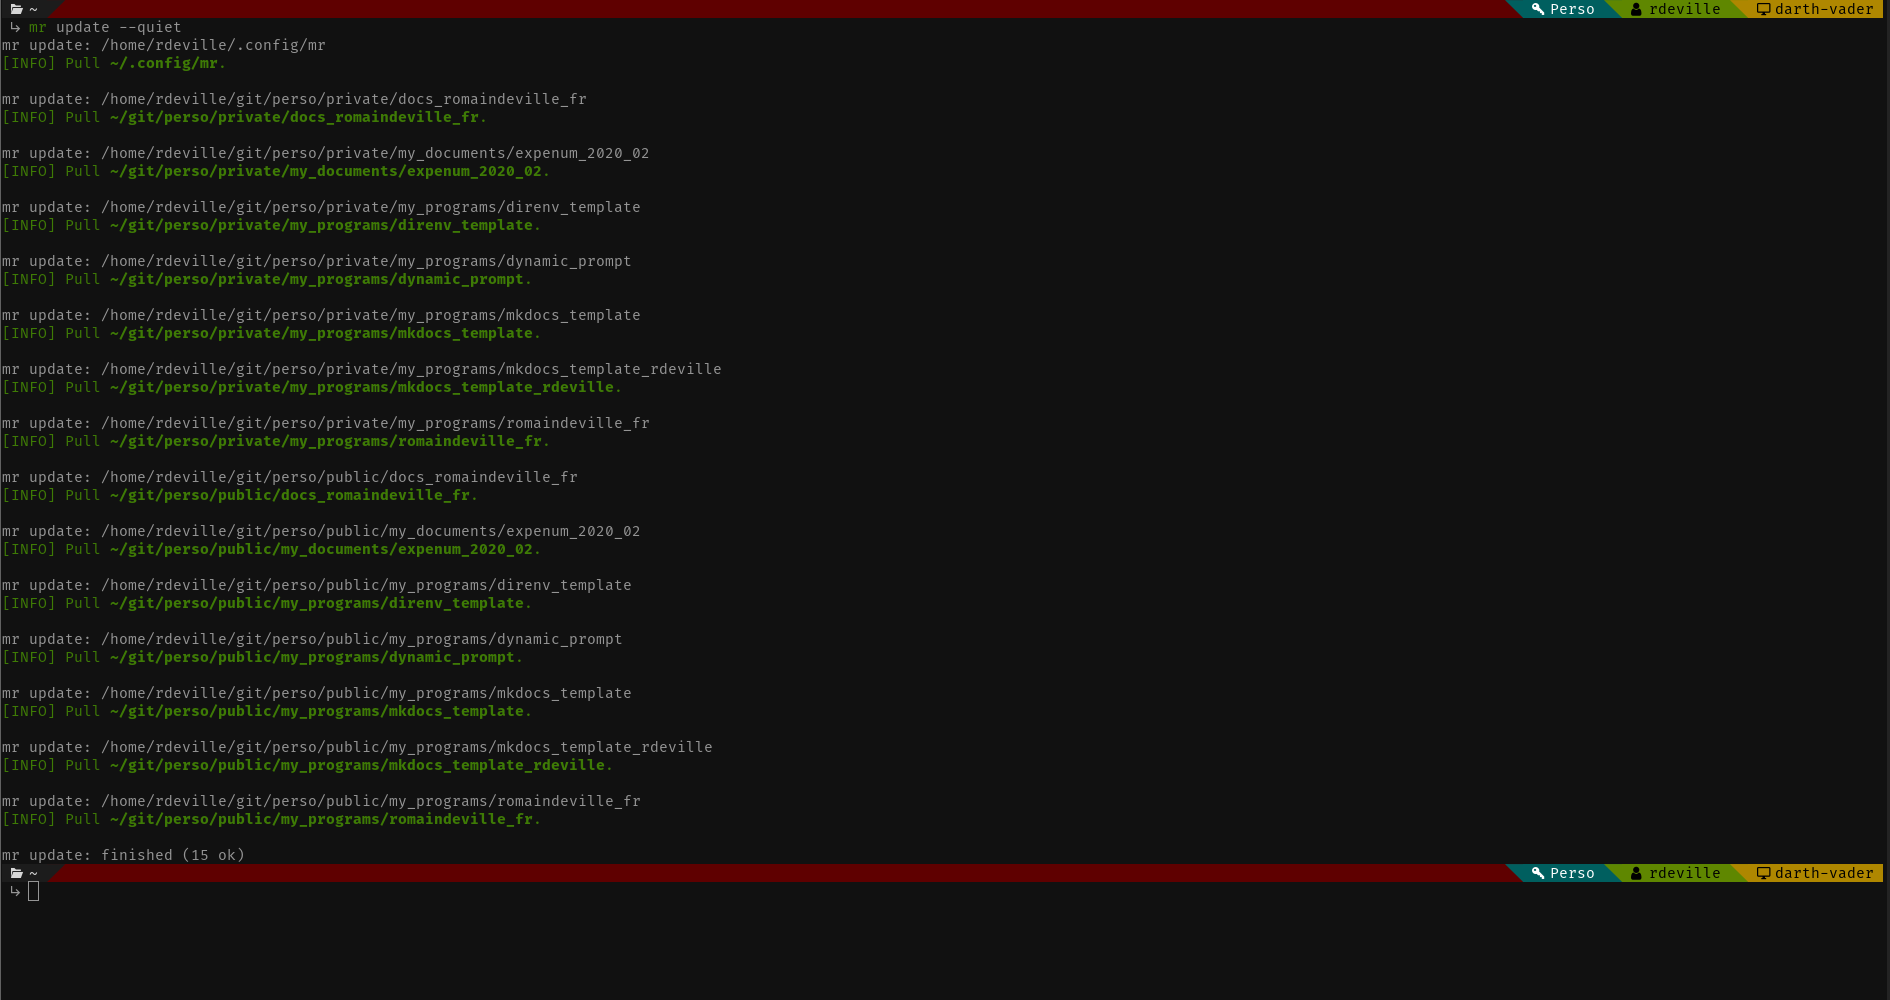 ~ Perso rdeville darth-vader
↳ mr update --quiet
mr update: /home/rdeville/.config/mr
[INFO] Pull ~/.config/mr.
mr update: /home/rdeville/git/perso/private/docs_romaindeville_fr
[INFO] Pull ~/git/perso/private/docs_romaindeville_fr.
mr update: /home/rdeville/git/perso/private/my_documents/expenum_2020_02
[INFO] Pull ~/git/perso/private/my_documents/expenum_2020_02.
mr update: /home/rdeville/git/perso/private/my_programs/direnv_template
[INFO] Pull ~/git/perso/private/my_programs/direnv_template.
mr update: /home/rdeville/git/perso/private/my_programs/dynamic_prompt
[INFO] Pull ~/git/perso/private/my_programs/dynamic_prompt.
mr update: /home/rdeville/git/perso/private/my_programs/mkdocs_template
[INFO] Pull ~/git/perso/private/my_programs/mkdocs_template.
mr update: /home/rdeville/git/perso/private/my_programs/mkdocs_template_rdeville
[INFO] Pull ~/git/perso/private/my_programs/mkdocs_template_rdeville.
mr update: /home/rdeville/git/perso/private/my_programs/romaindeville_fr
[INFO] Pull ~/git/perso/private/my_programs/romaindeville_fr.
mr update: /home/rdeville/git/perso/public/docs_romaindeville_fr
[INFO] Pull ~/git/perso/public/docs_romaindeville_fr.
mr update: /home/rdeville/git/perso/public/my_documents/expenum_2020_02
[INFO] Pull ~/git/perso/public/my_documents/expenum_2020_02.
mr update: /home/rdeville/git/perso/public/my_programs/direnv_template
[INFO] Pull ~/git/perso/public/my_programs/direnv_template.
mr update: /home/rdeville/git/perso/public/my_programs/dynamic_prompt
[INFO] Pull ~/git/perso/public/my_programs/dynamic_prompt.
mr update: /home/rdeville/git/perso/public/my_programs/mkdocs_template
[INFO] Pull ~/git/perso/public/my_programs/mkdocs_template.
mr update: /home/rdeville/git/perso/public/my_programs/mkdocs_template_rdeville
[INFO] Pull ~/git/perso/public/my_programs/mkdocs_template_rdeville.
mr update: /home/rdeville/git/perso/public/my_programs/romaindeville_fr
[INFO] Pull ~/git/perso/public/my_programs/romaindeville_fr.
mr update: finished (15 ok)
~ Perso rdeville darth-vader
↳